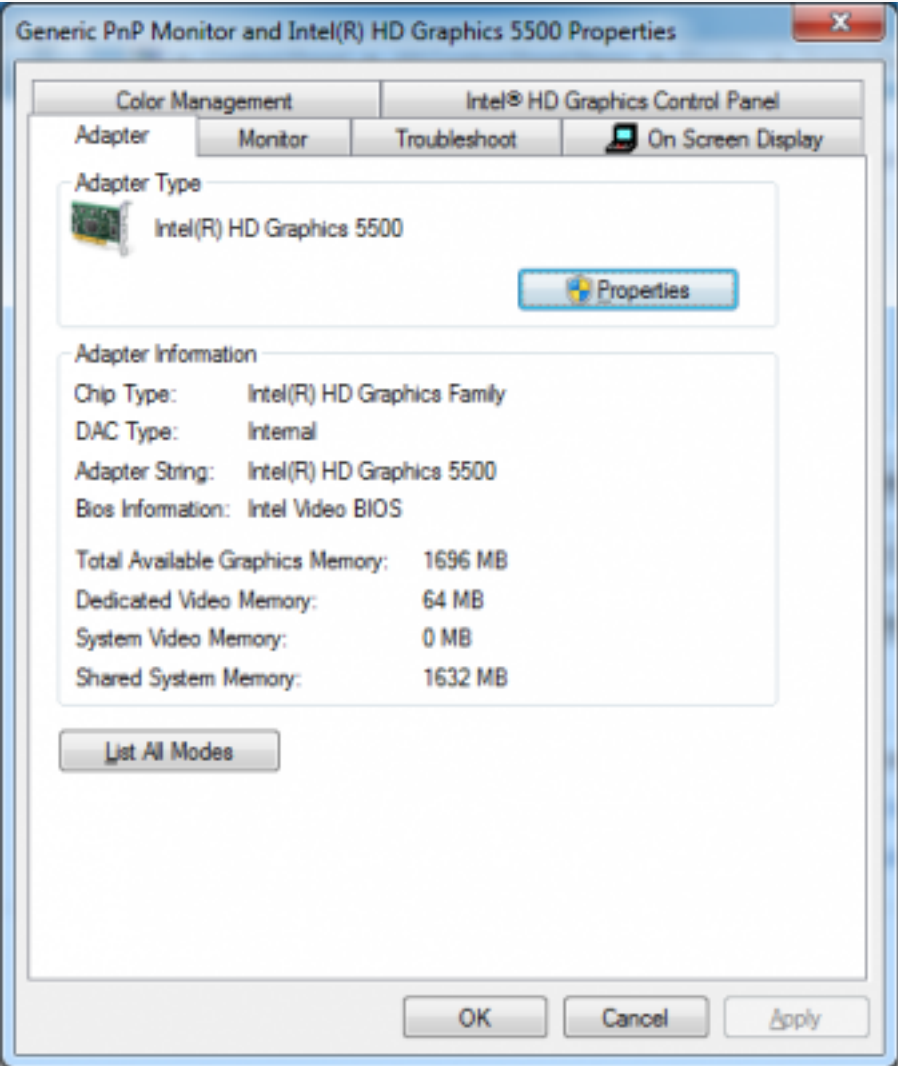 Generic PnP Monitor and Intel(R) HD Graphics 5500 Properties
Color Management
Intel® HD Graphics Control Panel
Adapter
Monitor
Troubleshoot
On Screen Display
Adapter Type
Intel(R) HD Graphics 5500
Properties
Adapter Information
Chip Type: Intel(R) HD Graphics Family
DAC Type: Internal
Adapter String: Intel(R) HD Graphics 5500
Bios Information: Intel Video BIOS
Total Available Graphics Memory: 1696 MB
Dedicated Video Memory: 64 MB
System Video Memory: 0 MB
Shared System Memory: 1632 MB
List All Modes
OK
Cancel
Apply